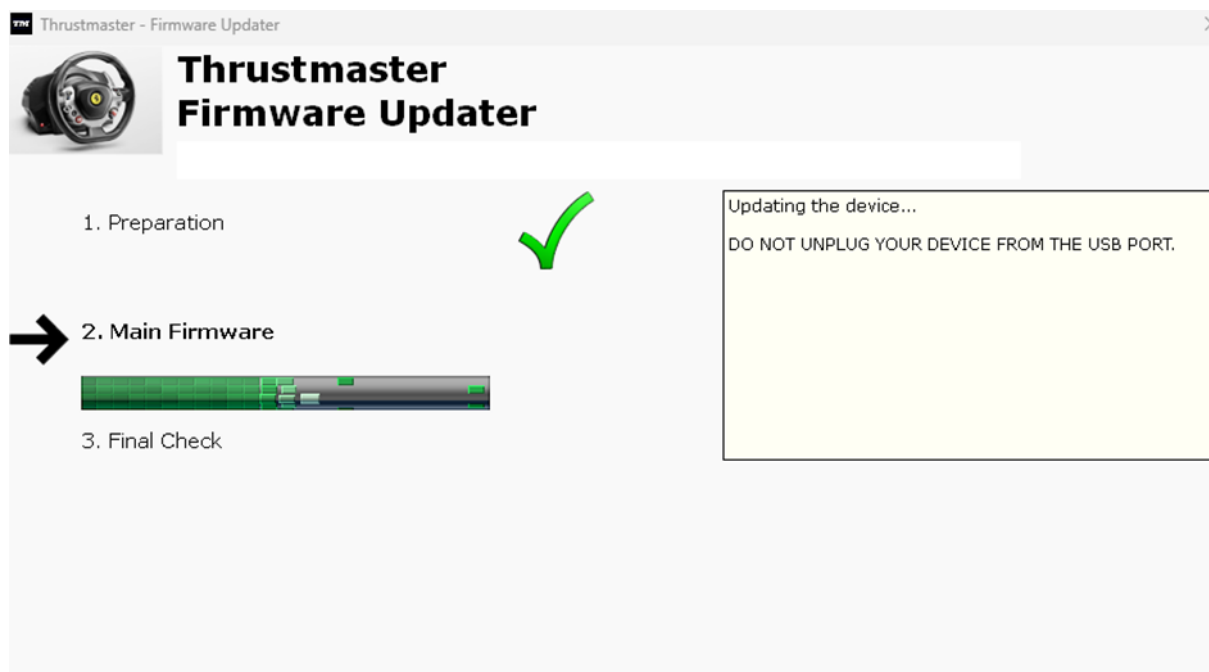 TM Thrustmaster - Firmware Updater
Thrustmaster
Firmware Updater
1. Preparation
Updating the device...
DO NOT UNPLUG YOUR DEVICE FROM THE USB PORT.
2. Main Firmware
3. Final Check